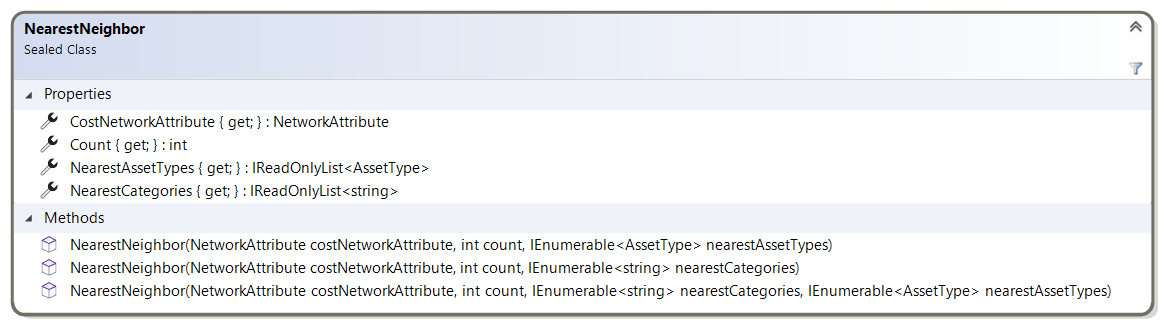 NearestNeighbor
Sealed Class
Properties
CostNetworkAttribute { get; } : NetworkAttribute
Count { get; } : int
NearestAssetTypes { get; } : IReadOnlyList<AssetType>
NearestCategories { get; } : IReadOnlyList<string>
Methods
NearestNeighbor(NetworkAttribute costNetworkAttribute, int count, IEnumerable<AssetType> nearestAssetTypes)
NearestNeighbor(NetworkAttribute costNetworkAttribute, int count, IEnumerable<string> nearestCategories)
NearestNeighbor(NetworkAttribute costNetworkAttribute, int count, IEnumerable<string> nearestCategories, IEnumerable<AssetType> nearestAssetTypes)